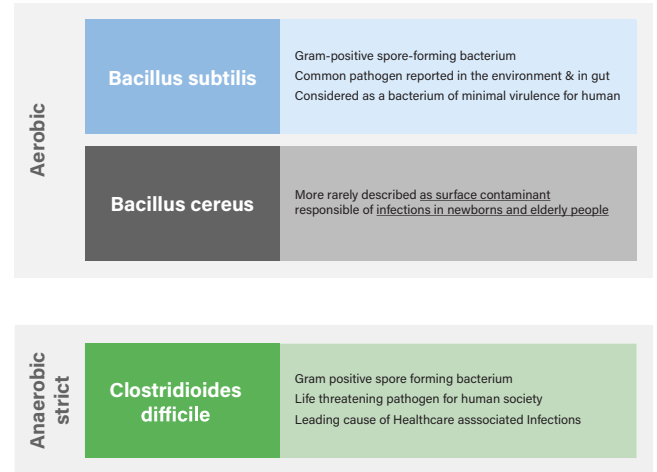 Aerobic
Bacillus subtilis
Gram-positive spore-forming bacterium
Common pathogen reported in the environment & in gut
Considered as a bacterium of minimal virulence for human
Bacillus cereus
More rarely described as surface contaminant
responsible of infections in newborns and elderly people
Anaerobic
strict
Clostridioides
difficile
Gram positive spore forming bacterium
Life threatening pathogen for human society
Leading cause of Healthcare asssociated Infections